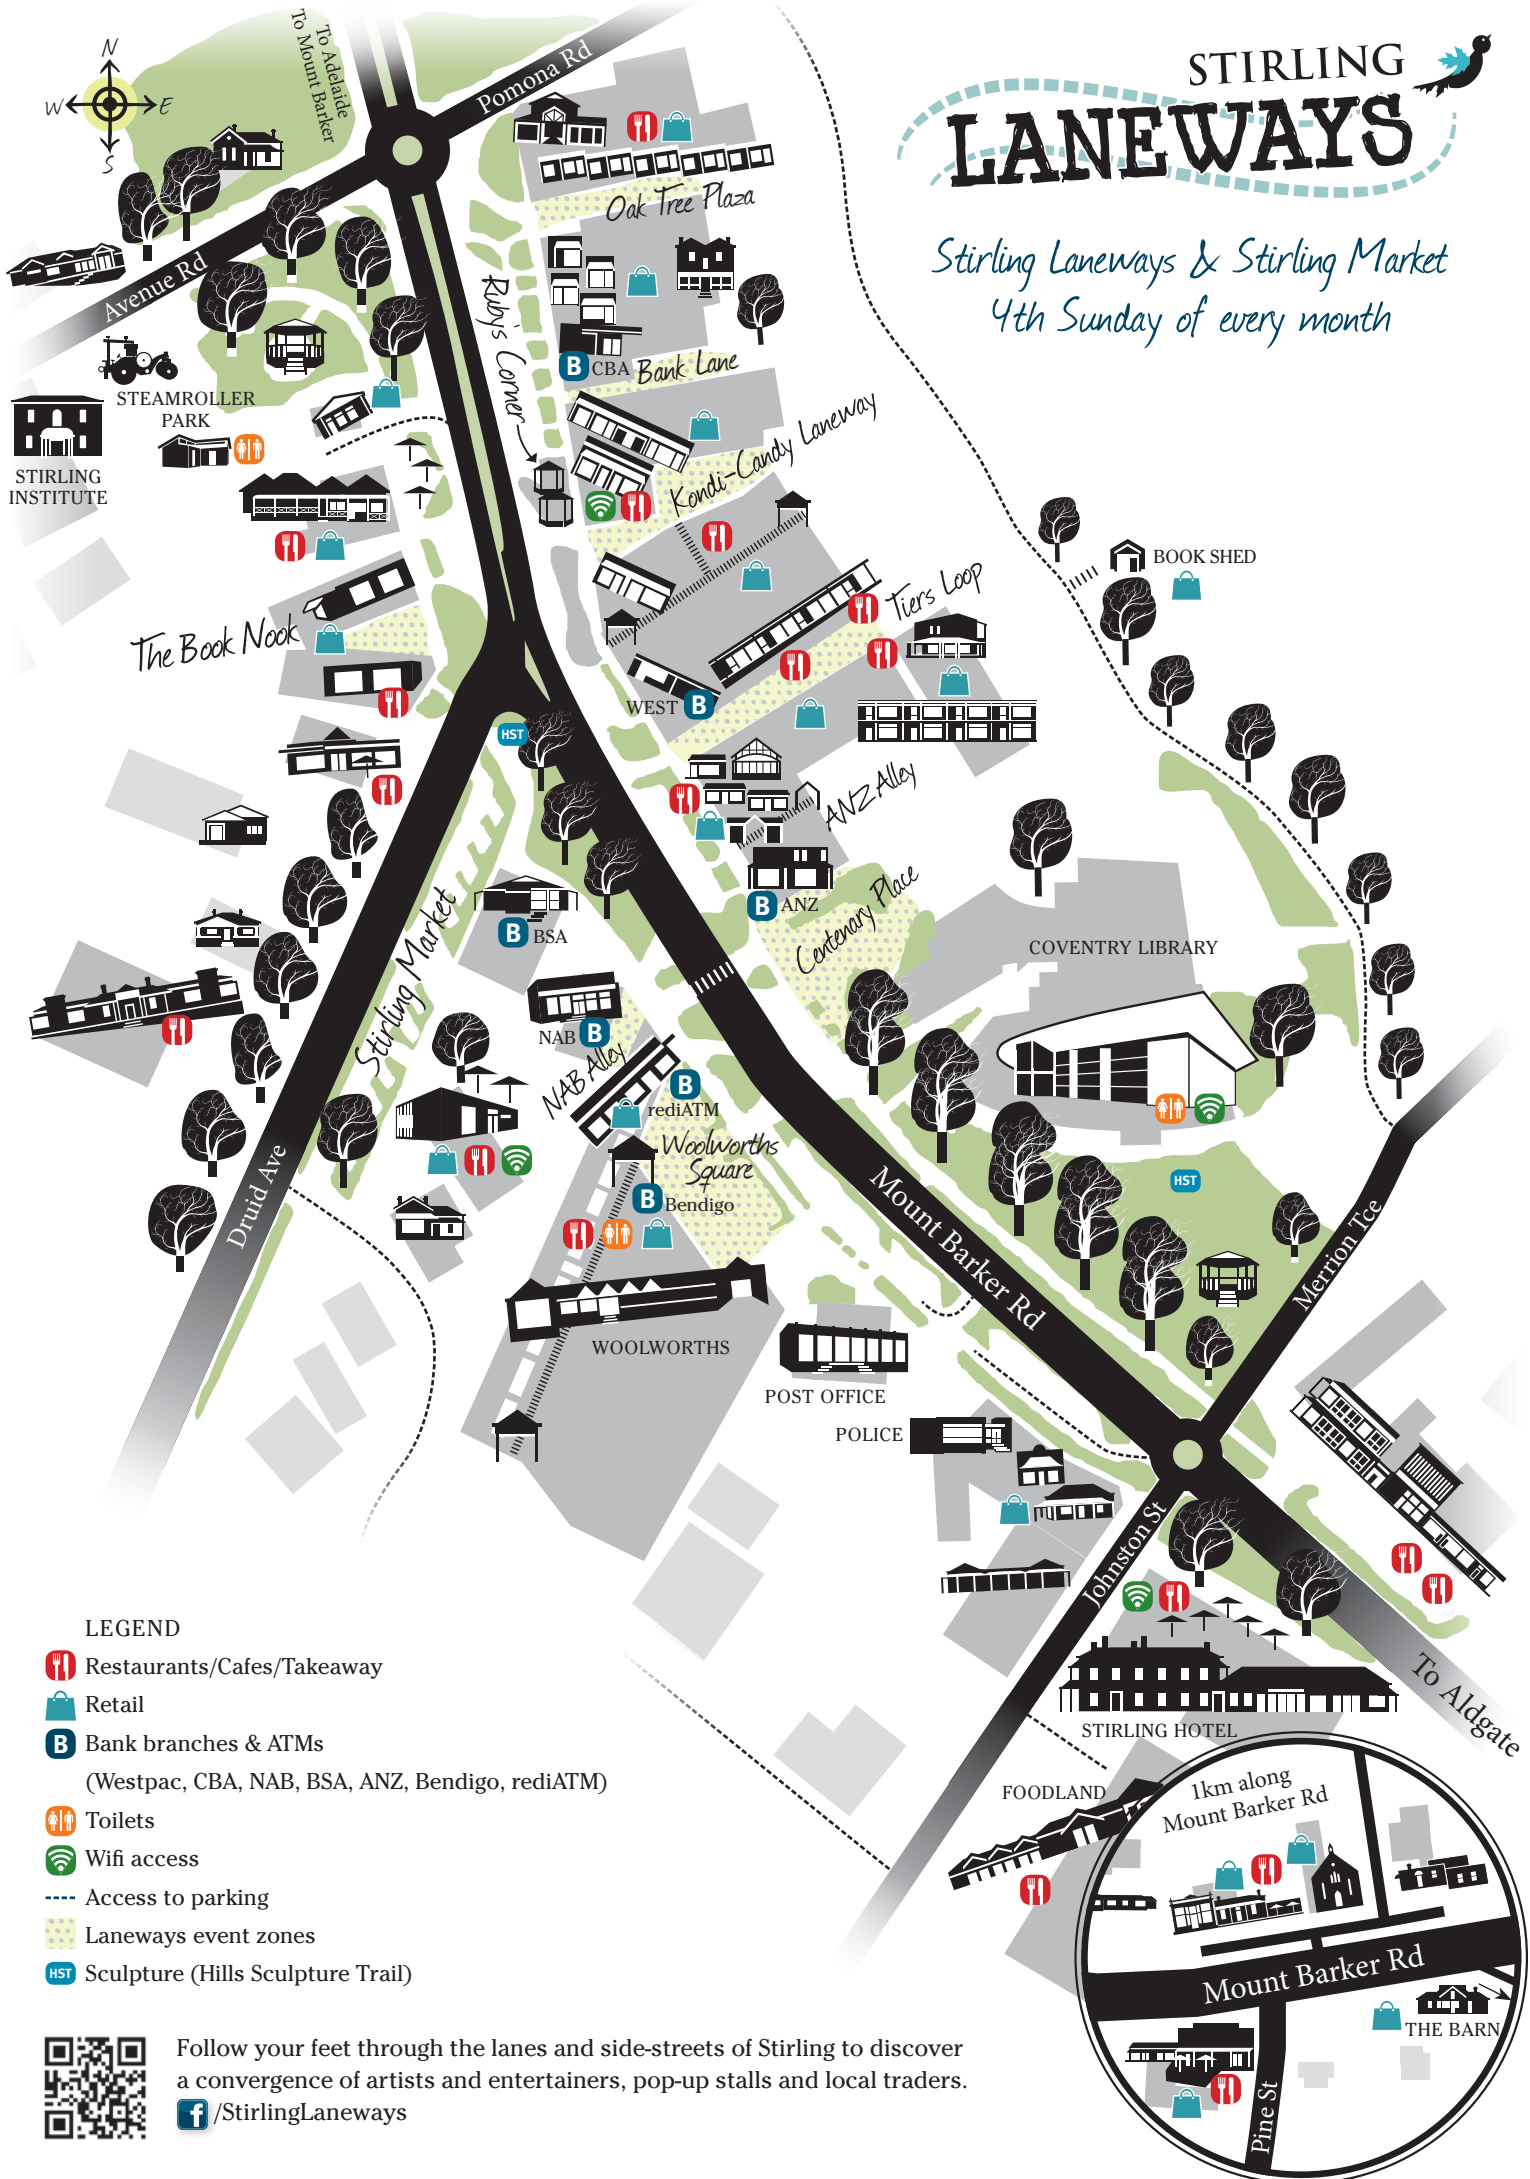 STIRLING
LANEWAYS
Stirling Laneways & Stirling Market
4th Sunday of every month
N
W
E
S
To Adelaide
To Mount Barker
Pomona Rd
Avenue Rd
Oak Tree Plaza
Ruby's Corner
B CBA
Bank Lane
STEAMROLLER
PARK
STIRLING
INSTITUTE
Kondi-Candy Laneway
BOOK SHED
Tiers Loop
The Book Nook
WEST B
HST
ANZ Alley
B ANZ
Centenary Place
Stirling Market
B BSA
COVENTRY LIBRARY
NAB B
NAB Alley
B
rediATM
Woolworths
Square
B Bendigo
Druid Ave
HST
Mount Barker Rd
Merrion Tce
WOOLWORTHS
POST OFFICE
POLICE
Johnston St
STIRLING HOTEL
To Aldgate
FOODLAND
1km along
Mount Barker Rd
Mount Barker Rd
THE BARN
Pine St
LEGEND
Restaurants/Cafes/Takeaway
Retail
B Bank branches & ATMs
(Westpac, CBA, NAB, BSA, ANZ, Bendigo, rediATM)
Toilets
Wifi access
Access to parking
Laneways event zones
HST Sculpture (Hills Sculpture Trail)
Follow your feet through the lanes and side-streets of Stirling to discover
a convergence of artists and entertainers, pop-up stalls and local traders.
f /StirlingLaneways